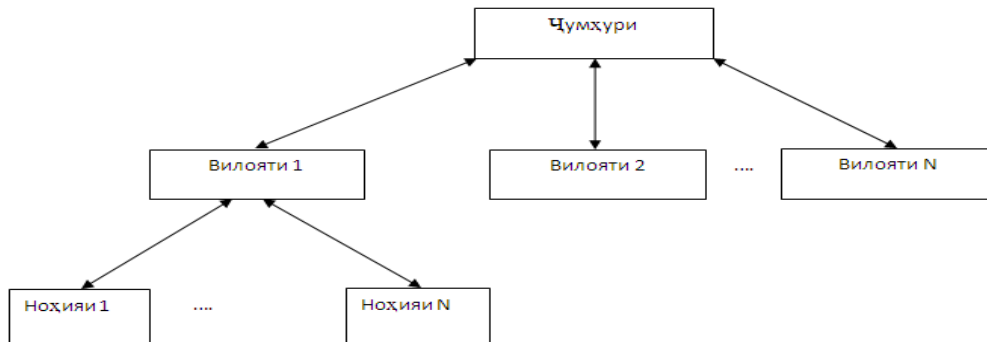 Ҷумҳури
Вилояти 1
Вилояти 2
....
Вилояти N
Ноҳияи 1
....
Ноҳияи N